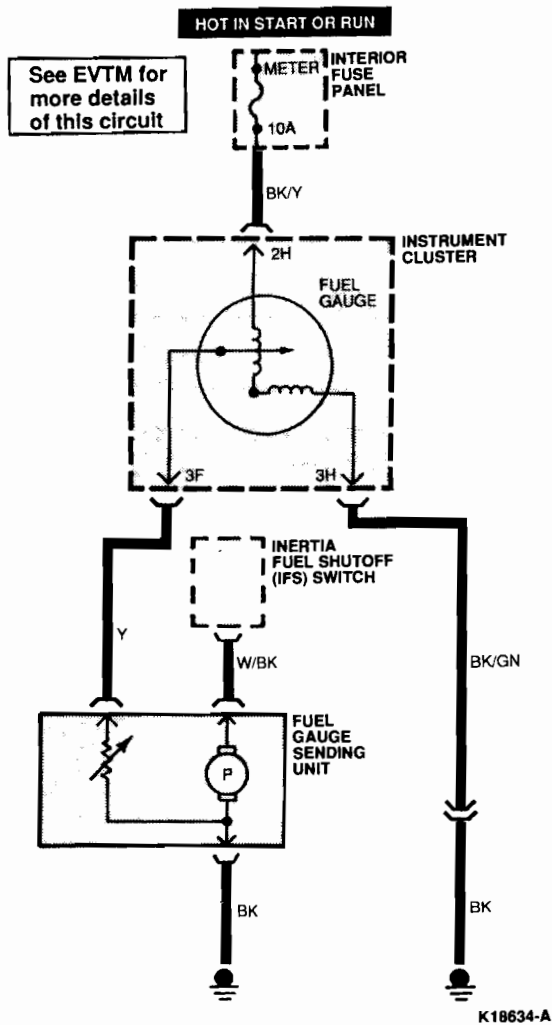 HOT IN START OR RUN
See EVTM for
more details
of this circuit
METER
10A
INTERIOR
FUSE
PANEL
BK/Y
INSTRUMENT
CLUSTER
2H
FUEL
GAUGE
3F
3H
INERTIA
FUEL SHUTOFF
(IFS) SWITCH
Y
W/BK
BK/GN
FUEL
GAUGE
SENDING
UNIT
P
BK
BK
K18634-A